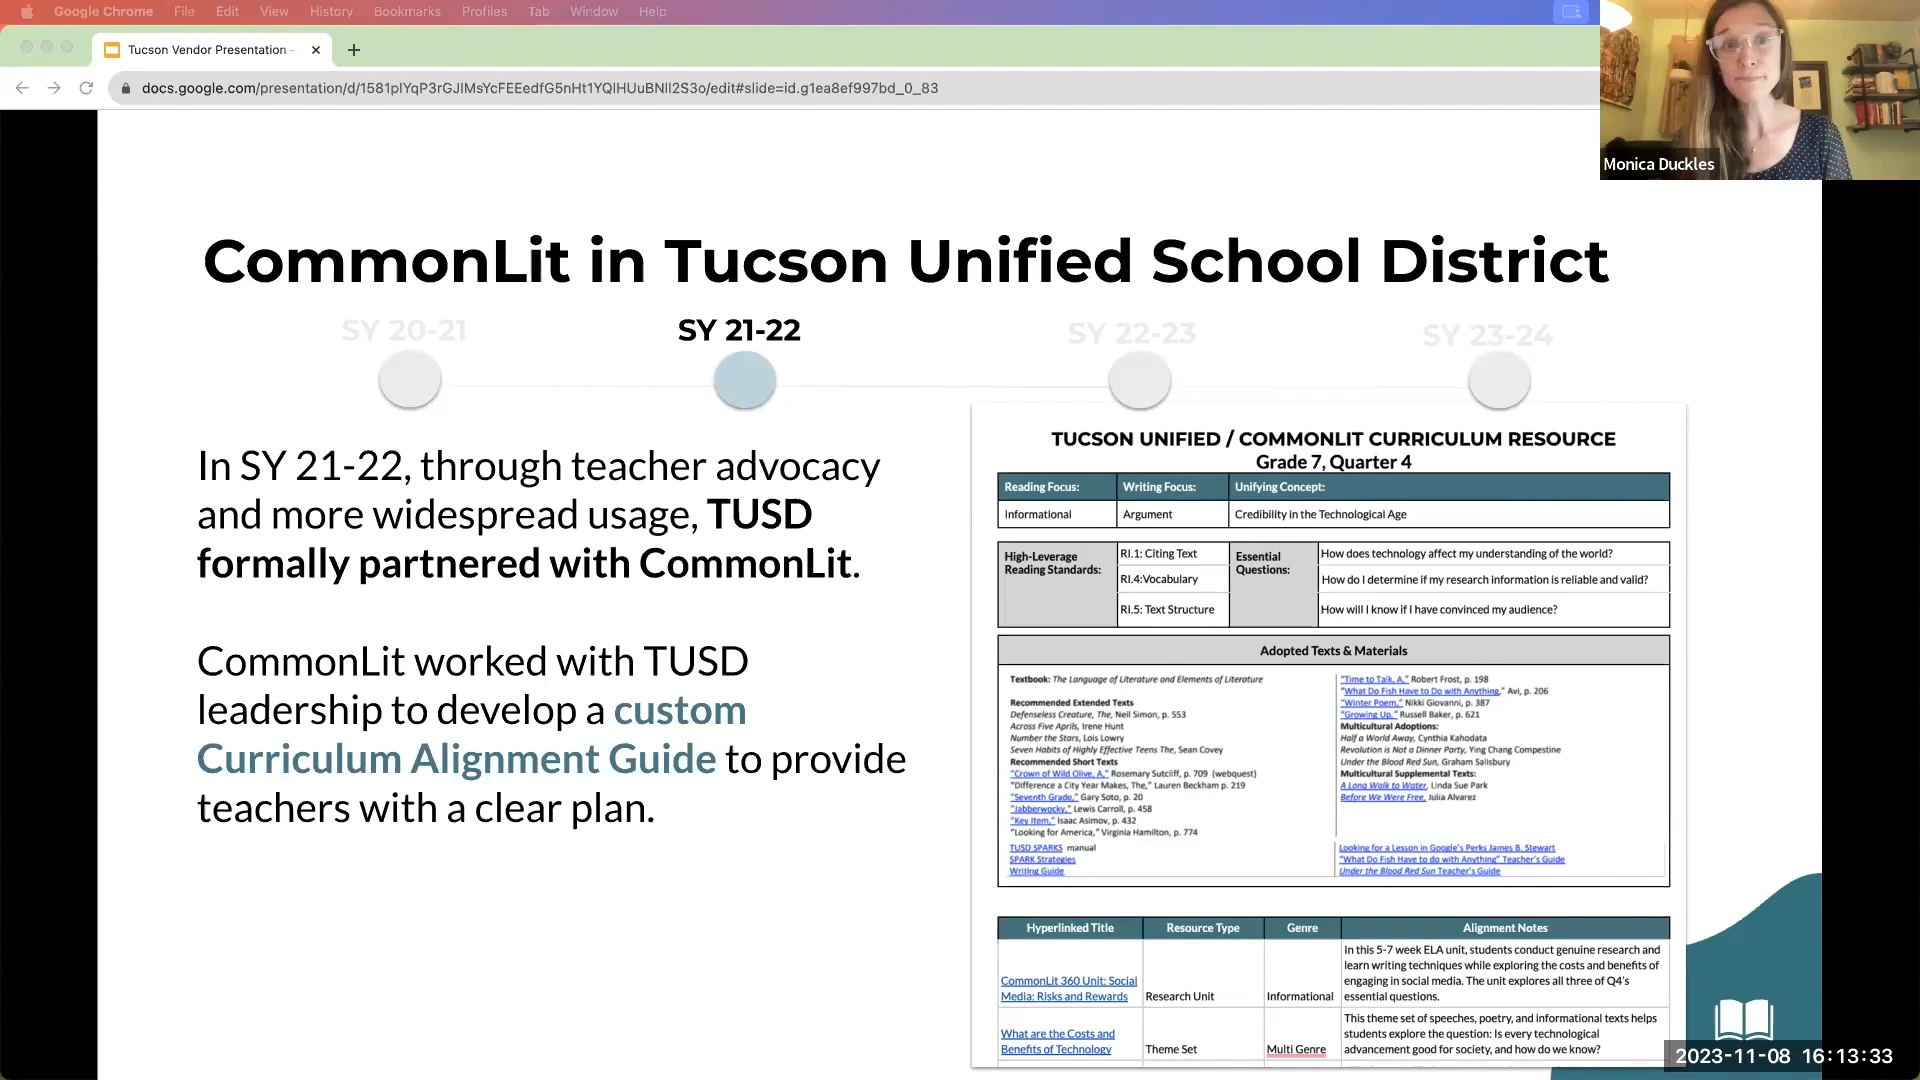 Google Chrome File Edit View History Bookmarks Profiles Tab Window Help
Tucson Vendor Presentation -
Monica Duckles
CommonLit in Tucson Unified School District
SY 20-21
SY 21-22
SY 22-23
SY 23-24
In SY 21-22, through teacher advocacy
and more widespread usage, TUSD
formally partnered with CommonLit.
CommonLit worked with TUSD
leadership to develop a custom
Curriculum Alignment Guide to provide
teachers with a clear plan.
TUCSON UNIFIED / COMMONLIT CURRICULUM RESOURCE
Grade 7, Quarter 4
Reading Focus: Writing Focus: Unifying Concept:
Informational Argument Credibility in the Technological Age
High-Leverage
Reading Standards:
RI.1: Citing Text
RI.4:Vocabulary
RI.5: Text Structure
Essential
Questions:
How does technology affect my understanding of the world?
How do I determine if my research information is reliable and valid?
How will I know if I have convinced my audience?
Adopted Texts & Materials
Textbook: The Language of Literature and Elements of Literature
Recommended Extended Texts
Defenseless Creature, The, Neil Simon, p. 553
Across Five Aprils, Irene Hunt
Number the Stars, Lois Lowry
Seven Habits of Highly Effective Teens The, Sean Covey
Recommended Short Texts
"Crown of Wild Olive, A," Rosemary Sutcliff, p. 709 (webquest)
"Difference a City Year Makes, The," Lauren Beckham p. 219
"Seventh Grade," Gary Soto, p. 20
"Jabberwocky," Lewis Carroll, p. 458
"Key Item," Isaac Asimov, p. 432
"Looking for America," Virginia Hamilton, p. 774
TUSD SPARKS manual
SPARK Strategies
Writing Guide
"Time to Talk, A," Robert Frost, p. 198
"What Do Fish Have to Do with Anything," Avi, p. 206
"Winter Poem," Nikki Giovanni, p. 387
"Growing Up," Russell Baker, p. 621
Multicultural Adoptions:
Half a World Away, Cynthia Kahodata
Revolution is Not a Dinner Party, Ying Chang Compestine
Under the Blood Red Sun, Graham Salisbury
Multicultural Supplemental Texts:
A Long Walk to Water, Linda Sue Park
Before We Were Free, Julia Alvarez
Looking for a Lesson in Google's Perks James B. Stewart
"What Do Fish Have to do with Anything" Teacher's Guide
Under the Blood Red Sun Teacher's Guide
Hyperlinked Title Resource Type Genre Alignment Notes
CommonLit 360 Unit: Social
Media: Risks and Rewards
Research Unit
Informational
In this 5-7 week ELA unit, students conduct genuine research and
learn writing techniques while exploring the costs and benefits of
engaging in social media. The unit explores all three of Q4's
essential questions.
What are the Costs and
Benefits of Technology
Theme Set
Multi Genre
This theme set of speeches, poetry, and informational texts helps
students explore the question: Is every technological
advancement good for society, and how do we know?
2023-11-08 16:13:33